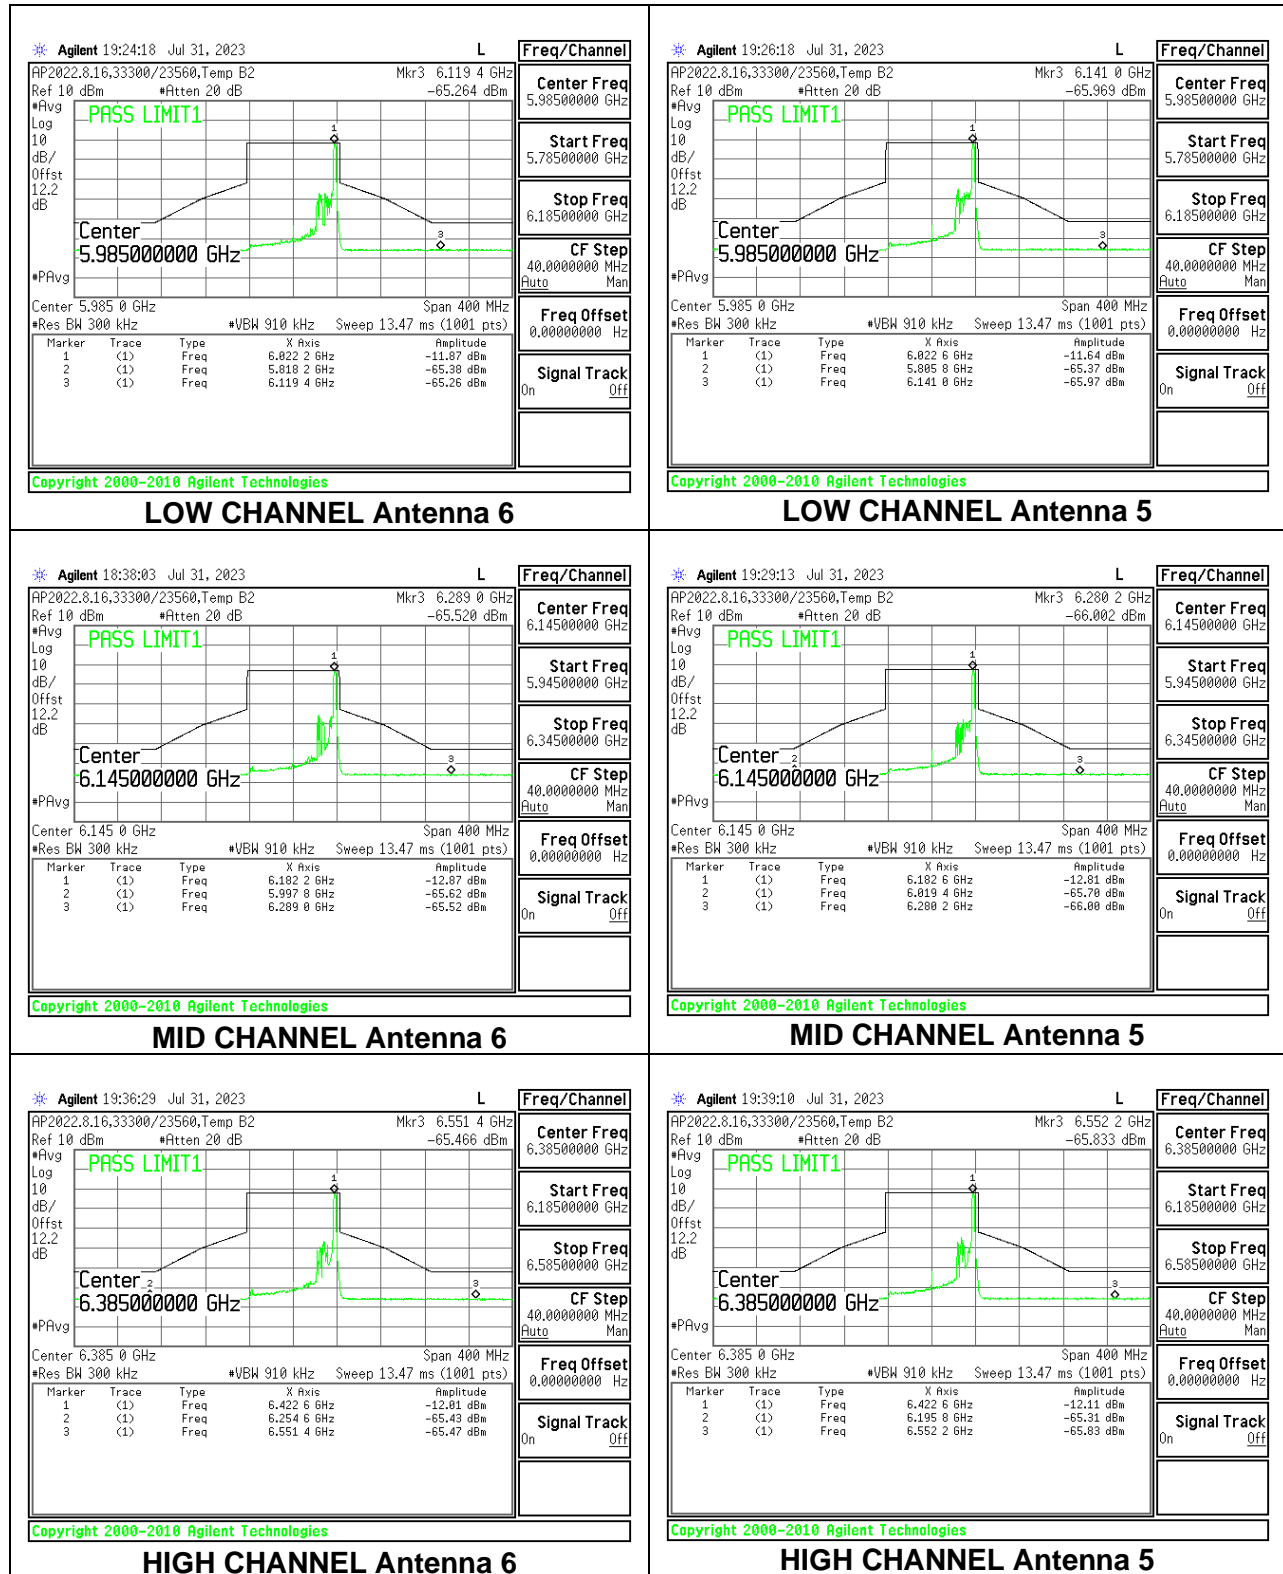 Agilent 19:24:18 Jul 31, 2023 L Freq/Channel
AP2022.8.16,33300/23560,Temp B2 Mkr3 6.119 4 GHz
Ref 10 dBm #Atten 20 dB -65.264 dBm
#Avg
Log
10
dB/
Offst
12.2
dB
#PAvg
PASS LIMIT1
1
3
Center
5.985000000 GHz
Center 5.985 0 GHz Span 400 MHz
#Res BW 300 kHz #VBW 910 kHz Sweep 13.47 ms (1001 pts)
Marker Trace Type X Axis Amplitude
1 (1) Freq 6.022 2 GHz -11.87 dBm
2 (1) Freq 5.818 2 GHz -65.38 dBm
3 (1) Freq 6.119 4 GHz -65.26 dBm
Center Freq
5.98500000 GHz
Start Freq
5.78500000 GHz
Stop Freq
6.18500000 GHz
CF Step
40.0000000 MHz
Auto Man
Freq Offset
0.00000000 Hz
Signal Track
On Off
Copyright 2000-2010 Agilent Technologies
LOW CHANNEL Antenna 6
Agilent 19:26:18 Jul 31, 2023 L Freq/Channel
AP2022.8.16,33300/23560,Temp B2 Mkr3 6.141 0 GHz
Ref 10 dBm #Atten 20 dB -65.969 dBm
#Avg
Log
10
dB/
Offst
12.2
dB
#PAvg
PASS LIMIT1
1
3
Center
5.985000000 GHz
Center 5.985 0 GHz Span 400 MHz
#Res BW 300 kHz #VBW 910 kHz Sweep 13.47 ms (1001 pts)
Marker Trace Type X Axis Amplitude
1 (1) Freq 6.022 6 GHz -11.64 dBm
2 (1) Freq 5.805 8 GHz -65.37 dBm
3 (1) Freq 6.141 0 GHz -65.97 dBm
Center Freq
5.98500000 GHz
Start Freq
5.78500000 GHz
Stop Freq
6.18500000 GHz
CF Step
40.0000000 MHz
Auto Man
Freq Offset
0.00000000 Hz
Signal Track
On Off
Copyright 2000-2010 Agilent Technologies
LOW CHANNEL Antenna 5
Agilent 18:38:03 Jul 31, 2023 L Freq/Channel
AP2022.8.16,33300/23560,Temp B2 Mkr3 6.289 0 GHz
Ref 10 dBm #Atten 20 dB -65.520 dBm
#Avg
Log
10
dB/
Offst
12.2
dB
#PAvg
PASS LIMIT1
1
3
Center
6.145000000 GHz
Center 6.145 0 GHz Span 400 MHz
#Res BW 300 kHz #VBW 910 kHz Sweep 13.47 ms (1001 pts)
Marker Trace Type X Axis Amplitude
1 (1) Freq 6.182 2 GHz -12.87 dBm
2 (1) Freq 5.997 8 GHz -65.62 dBm
3 (1) Freq 6.289 0 GHz -65.52 dBm
Center Freq
6.14500000 GHz
Start Freq
5.94500000 GHz
Stop Freq
6.34500000 GHz
CF Step
40.0000000 MHz
Auto Man
Freq Offset
0.00000000 Hz
Signal Track
On Off
Copyright 2000-2010 Agilent Technologies
MID CHANNEL Antenna 6
Agilent 19:29:13 Jul 31, 2023 L Freq/Channel
AP2022.8.16,33300/23560,Temp B2 Mkr3 6.280 2 GHz
Ref 10 dBm #Atten 20 dB -66.002 dBm
#Avg
Log
10
dB/
Offst
12.2
dB
#PAvg
PASS LIMIT1
1
2
3
Center
6.145000000 GHz
Center 6.145 0 GHz Span 400 MHz
#Res BW 300 kHz #VBW 910 kHz Sweep 13.47 ms (1001 pts)
Marker Trace Type X Axis Amplitude
1 (1) Freq 6.182 6 GHz -12.81 dBm
2 (1) Freq 6.019 4 GHz -65.70 dBm
3 (1) Freq 6.280 2 GHz -66.00 dBm
Center Freq
6.14500000 GHz
Start Freq
5.94500000 GHz
Stop Freq
6.34500000 GHz
CF Step
40.0000000 MHz
Auto Man
Freq Offset
0.00000000 Hz
Signal Track
On Off
Copyright 2000-2010 Agilent Technologies
MID CHANNEL Antenna 5
Agilent 19:36:29 Jul 31, 2023 L Freq/Channel
AP2022.8.16,33300/23560,Temp B2 Mkr3 6.551 4 GHz
Ref 10 dBm #Atten 20 dB -65.466 dBm
#Avg
Log
10
dB/
Offst
12.2
dB
#PAvg
PASS LIMIT1
1
2
3
Center
6.385000000 GHz
Center 6.385 0 GHz Span 400 MHz
#Res BW 300 kHz #VBW 910 kHz Sweep 13.47 ms (1001 pts)
Marker Trace Type X Axis Amplitude
1 (1) Freq 6.422 6 GHz -12.01 dBm
2 (1) Freq 6.254 6 GHz -65.43 dBm
3 (1) Freq 6.551 4 GHz -65.47 dBm
Center Freq
6.38500000 GHz
Start Freq
6.18500000 GHz
Stop Freq
6.58500000 GHz
CF Step
40.0000000 MHz
Auto Man
Freq Offset
0.00000000 Hz
Signal Track
On Off
Copyright 2000-2010 Agilent Technologies
HIGH CHANNEL Antenna 6
Agilent 19:39:10 Jul 31, 2023 L Freq/Channel
AP2022.8.16,33300/23560,Temp B2 Mkr3 6.552 2 GHz
Ref 10 dBm #Atten 20 dB -65.833 dBm
#Avg
Log
10
dB/
Offst
12.2
dB
#PAvg
PASS LIMIT1
1
3
Center
6.385000000 GHz
Center 6.385 0 GHz Span 400 MHz
#Res BW 300 kHz #VBW 910 kHz Sweep 13.47 ms (1001 pts)
Marker Trace Type X Axis Amplitude
1 (1) Freq 6.422 6 GHz -12.11 dBm
2 (1) Freq 6.195 8 GHz -65.31 dBm
3 (1) Freq 6.552 2 GHz -65.83 dBm
Center Freq
6.38500000 GHz
Start Freq
6.18500000 GHz
Stop Freq
6.58500000 GHz
CF Step
40.0000000 MHz
Auto Man
Freq Offset
0.00000000 Hz
Signal Track
On Off
Copyright 2000-2010 Agilent Technologies
HIGH CHANNEL Antenna 5